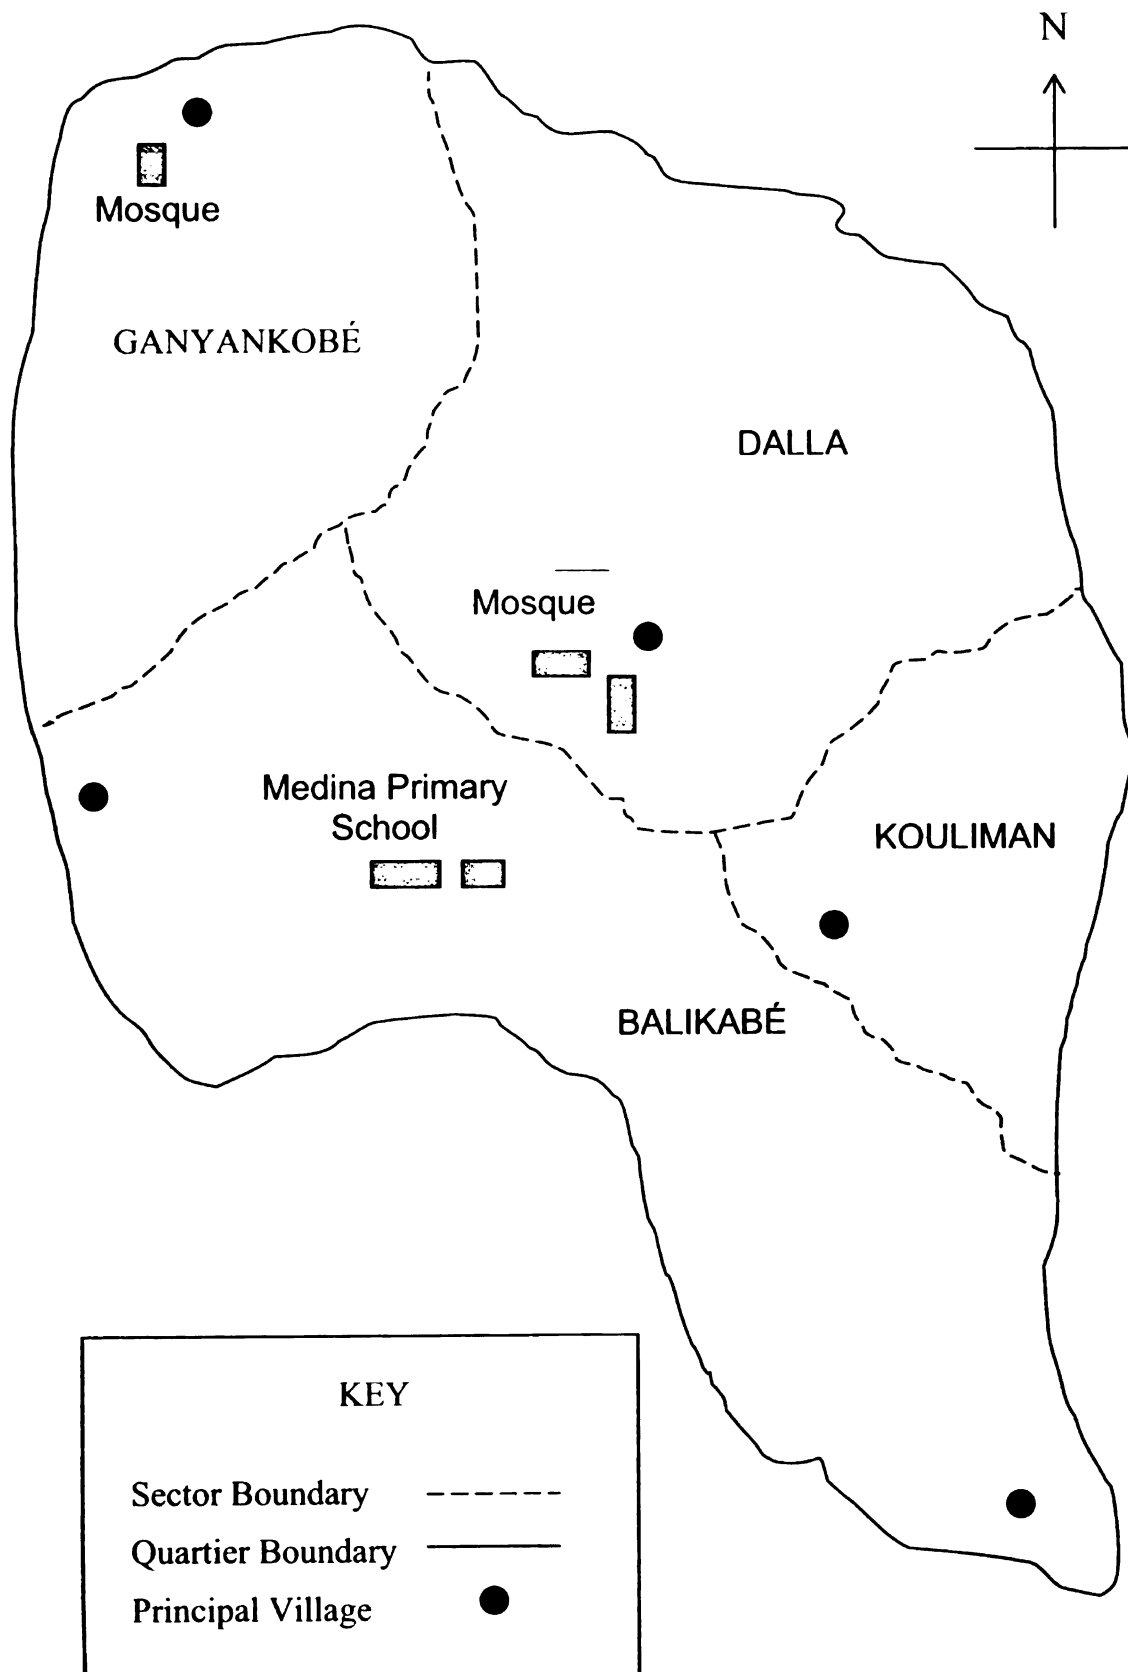 N
Mosque
GANYANKOBÉ
DALLA
Mosque
Medina Primary
School
KOULIMAN
BALIKABÉ
KEY
Sector Boundary
Quartier Boundary
Principal Village